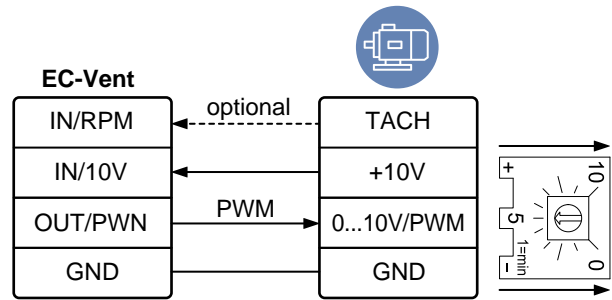 EC-Vent
IN/RPM
optional
TACH
IN/10V
+10V
OUT/PWN
PWM
0...10V/PWM
GND
GND
+
10
5
1=min
-
0